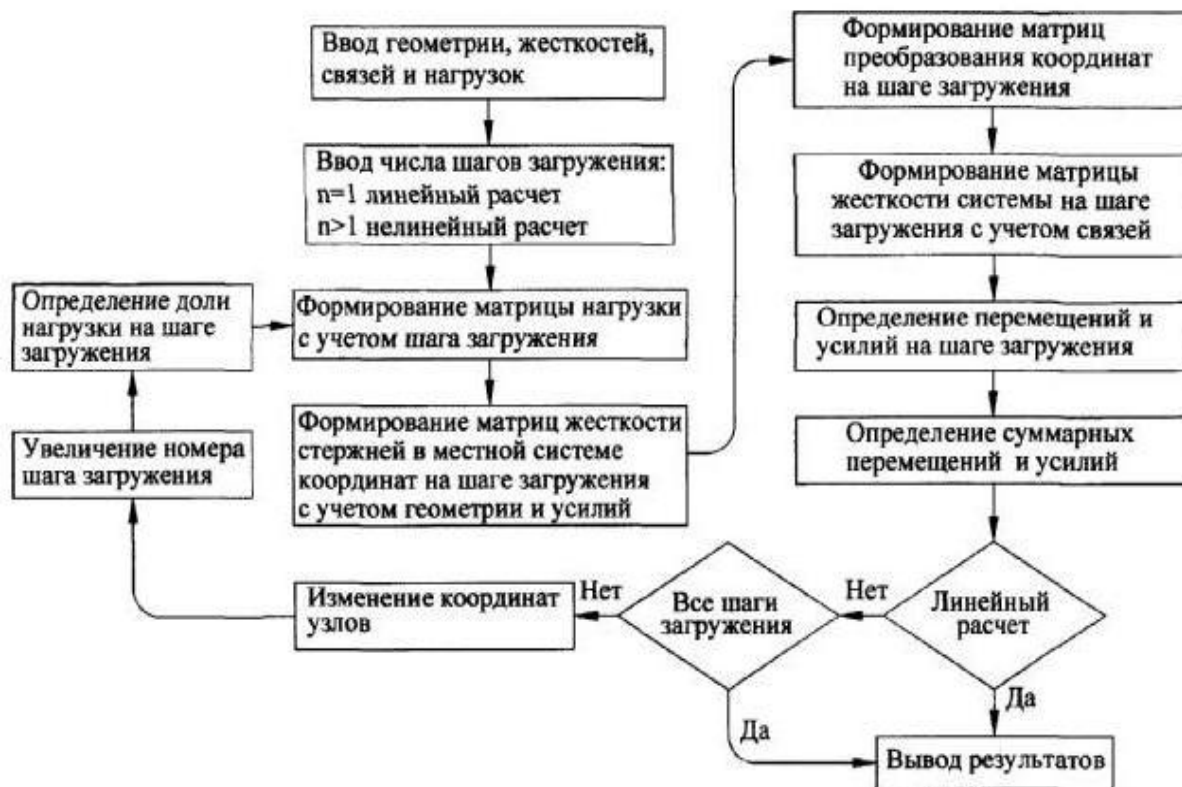 Ввод геометрии, жесткостей,
связей и нагрузок
Ввод числа шагов загружения:
n=1 линейный расчет
n>1 нелинейный расчет
Формирование матрицы нагрузки
с учетом шага загружения
Формирование матриц жесткости
стержней в местной системе
координат на шаге загружения
с учетом геометрии и усилий
Формирование матриц
преобразования координат
на шаге загружения
Формирование матрицы
жесткости системы на шаге
загружения с учетом связей
Определение перемещений и
усилий на шаге загружения
Определение суммарных
перемещений и усилий
Линейный
расчет
Нет
Да
Все шаги
загружения
Нет
Да
Изменение координат
узлов
Увеличение номера
шага загружения
Определение доли
нагрузки на шаге
загружения
Вывод результатов